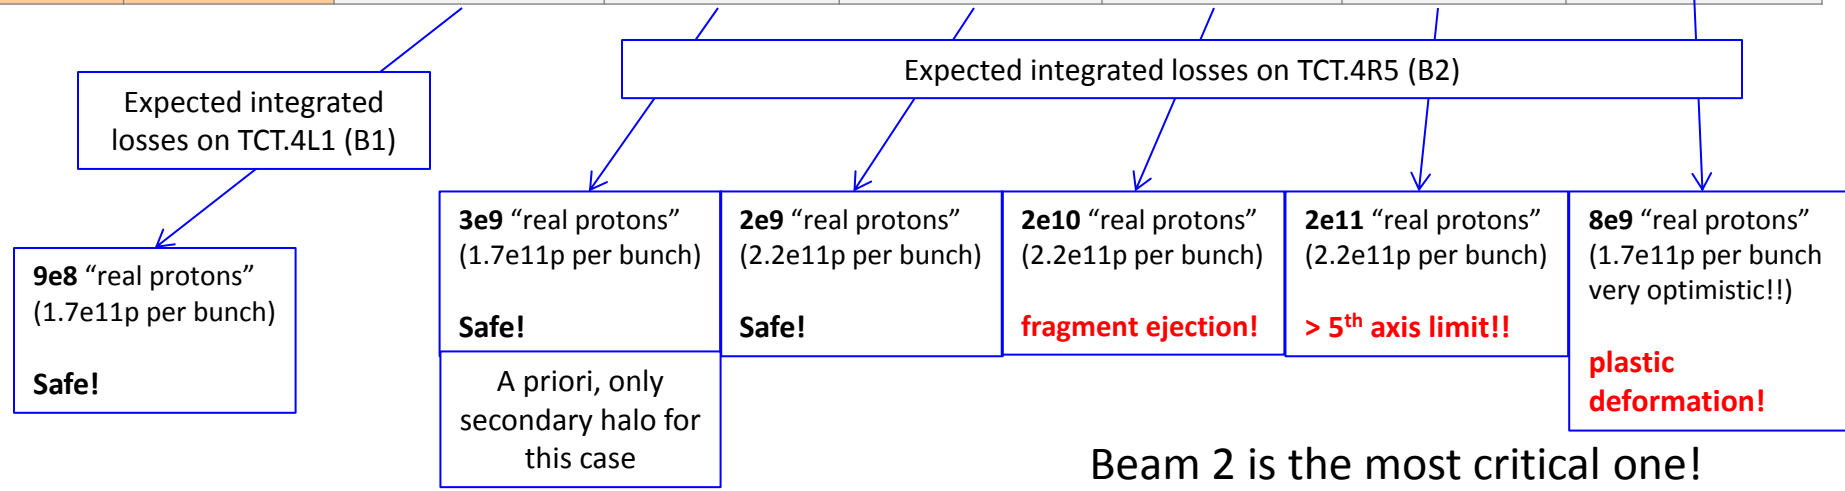 Expected integrated
losses on TCT.4L1 (B1)
Expected integrated losses on TCT.4R5 (B2)
9e8 “real protons”
(1.7e11p per bunch)
Safe!
3e9 “real protons”
(1.7e11p per bunch)
Safe!
A priori, only
secondary halo for
this case
2e9 “real protons”
(2.2e11p per bunch)
Safe!
2e10 “real protons”
(2.2e11p per bunch)
fragment ejection!
2e11 “real protons”
(2.2e11p per bunch)
> 5th axis limit!!
8e9 “real protons”
(1.7e11p per bunch
very optimistic!!)
plastic
deformation!
Beam 2 is the most critical one!